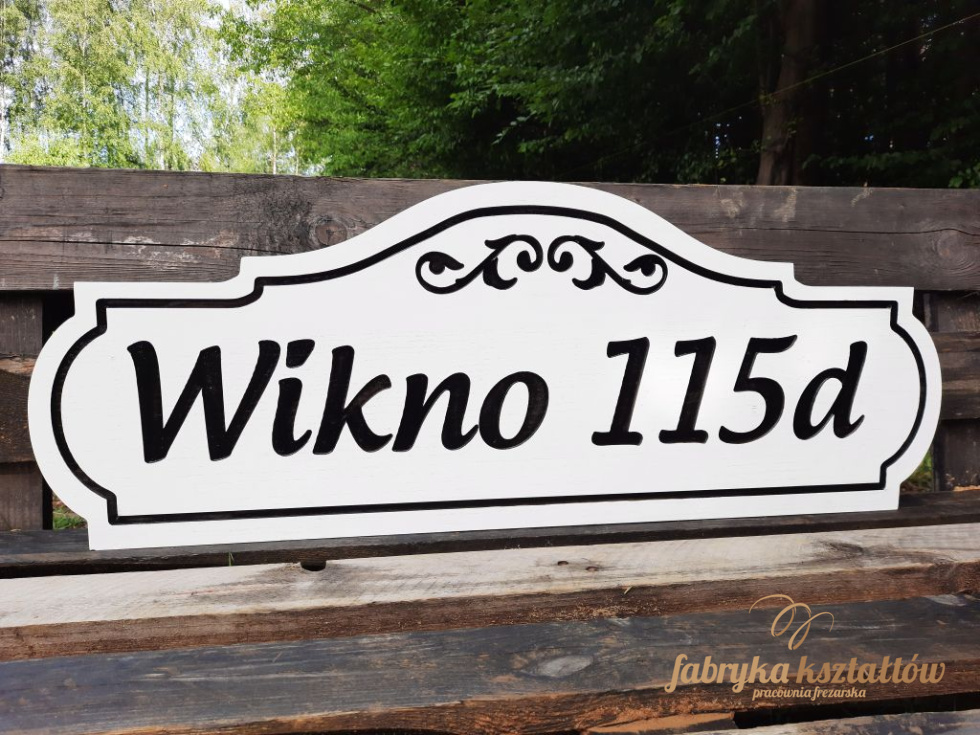 Wikno 115d
fabryka kształtów
pracownia frezarska